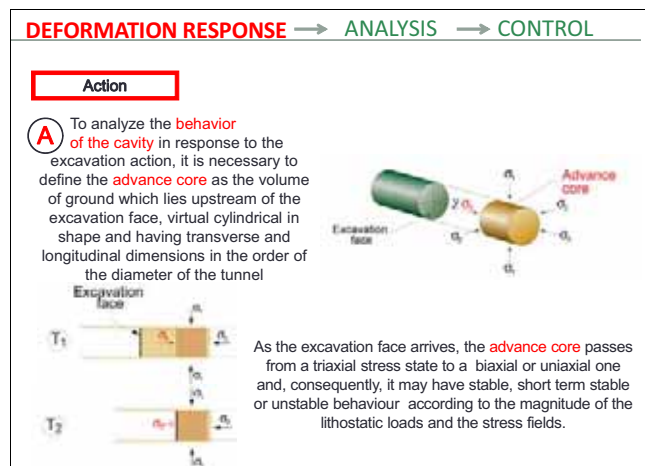 DEFORMATION RESPONSE → ANALYSIS → CONTROL
Action
A
To analyze the behavior
of the cavity in response to the
excavation action, it is necessary to
define the advance core as the volume
of ground which lies upstream of the
excavation face, virtual cylindrical in
shape and having transverse and
longitudinal dimensions in the order of
the diameter of the tunnel
Advance
core
Excavation
face
Excavation
face
T1
T2
As the excavation face arrives, the advance core passes
from a triaxial stress state to a biaxial or uniaxial one
and, consequently, it may have stable, short term stable
or unstable behaviour according to the magnitude of the
lithostatic loads and the stress fields.